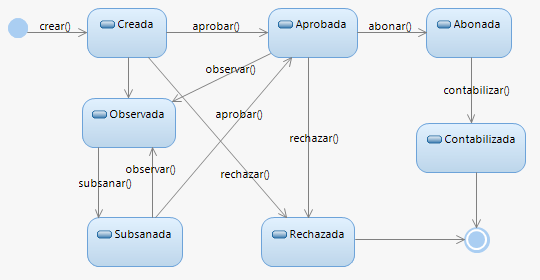 crear()
Creada
aprobar()
Aprobada
abonar()
Abonada
observar()
contabilizar()
Observada
aprobar()
rechazar()
Contabilizada
subsanar()
observar()
rechazar()
Subsanada
Rechazada